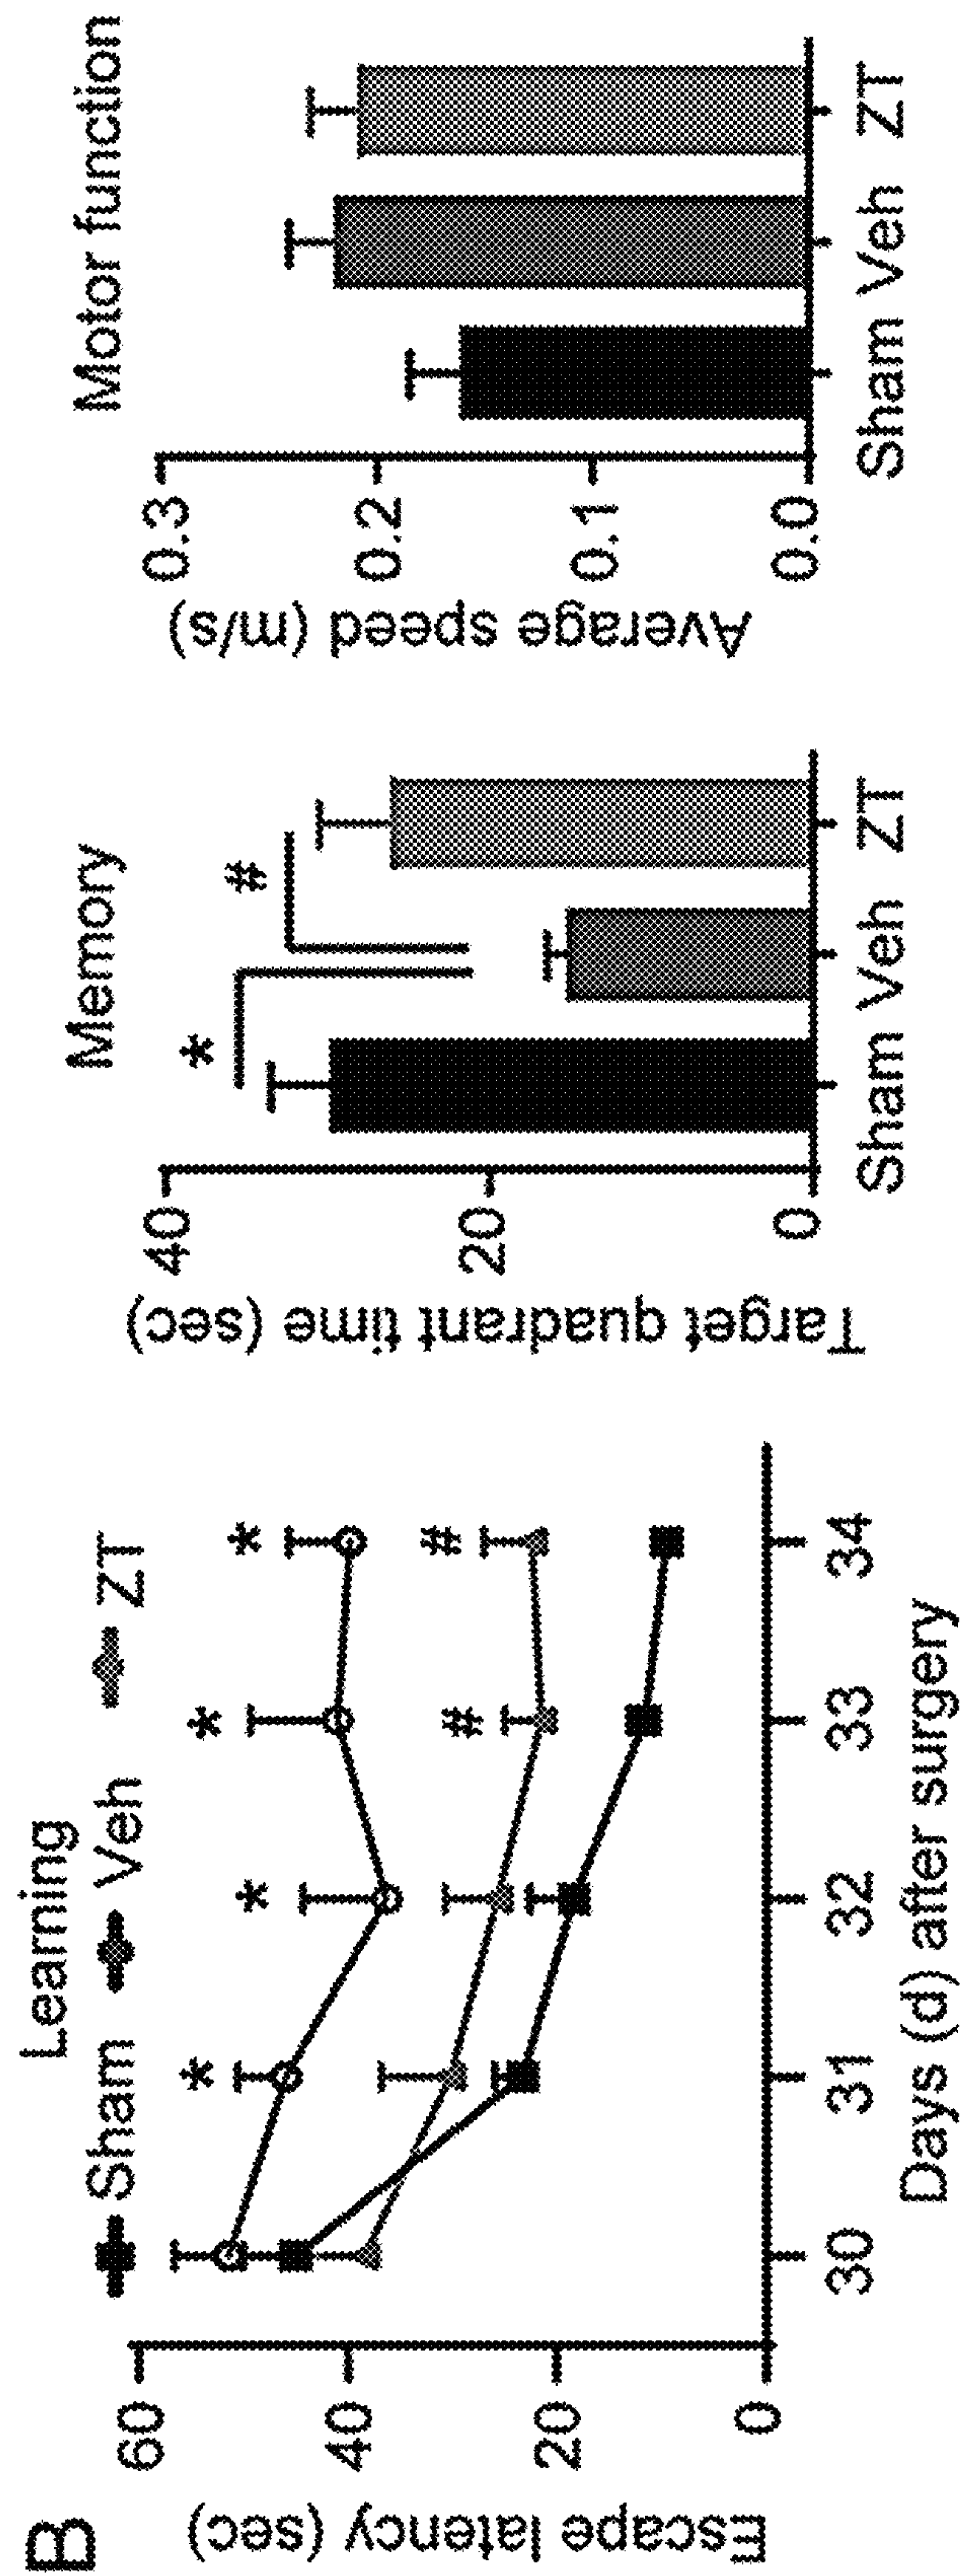 B
Learning
Sham Veh ZT
Escape latency (sec)
60
40
20
0
* * * *
# #
30 31 32 33 34
Days (d) after surgery
Memory
Target quadrant time (sec)
40
20
0
* #
Sham Veh ZT
Motor function
Average speed (m/s)
0.3
0.2
0.1
0.0
Sham Veh ZT